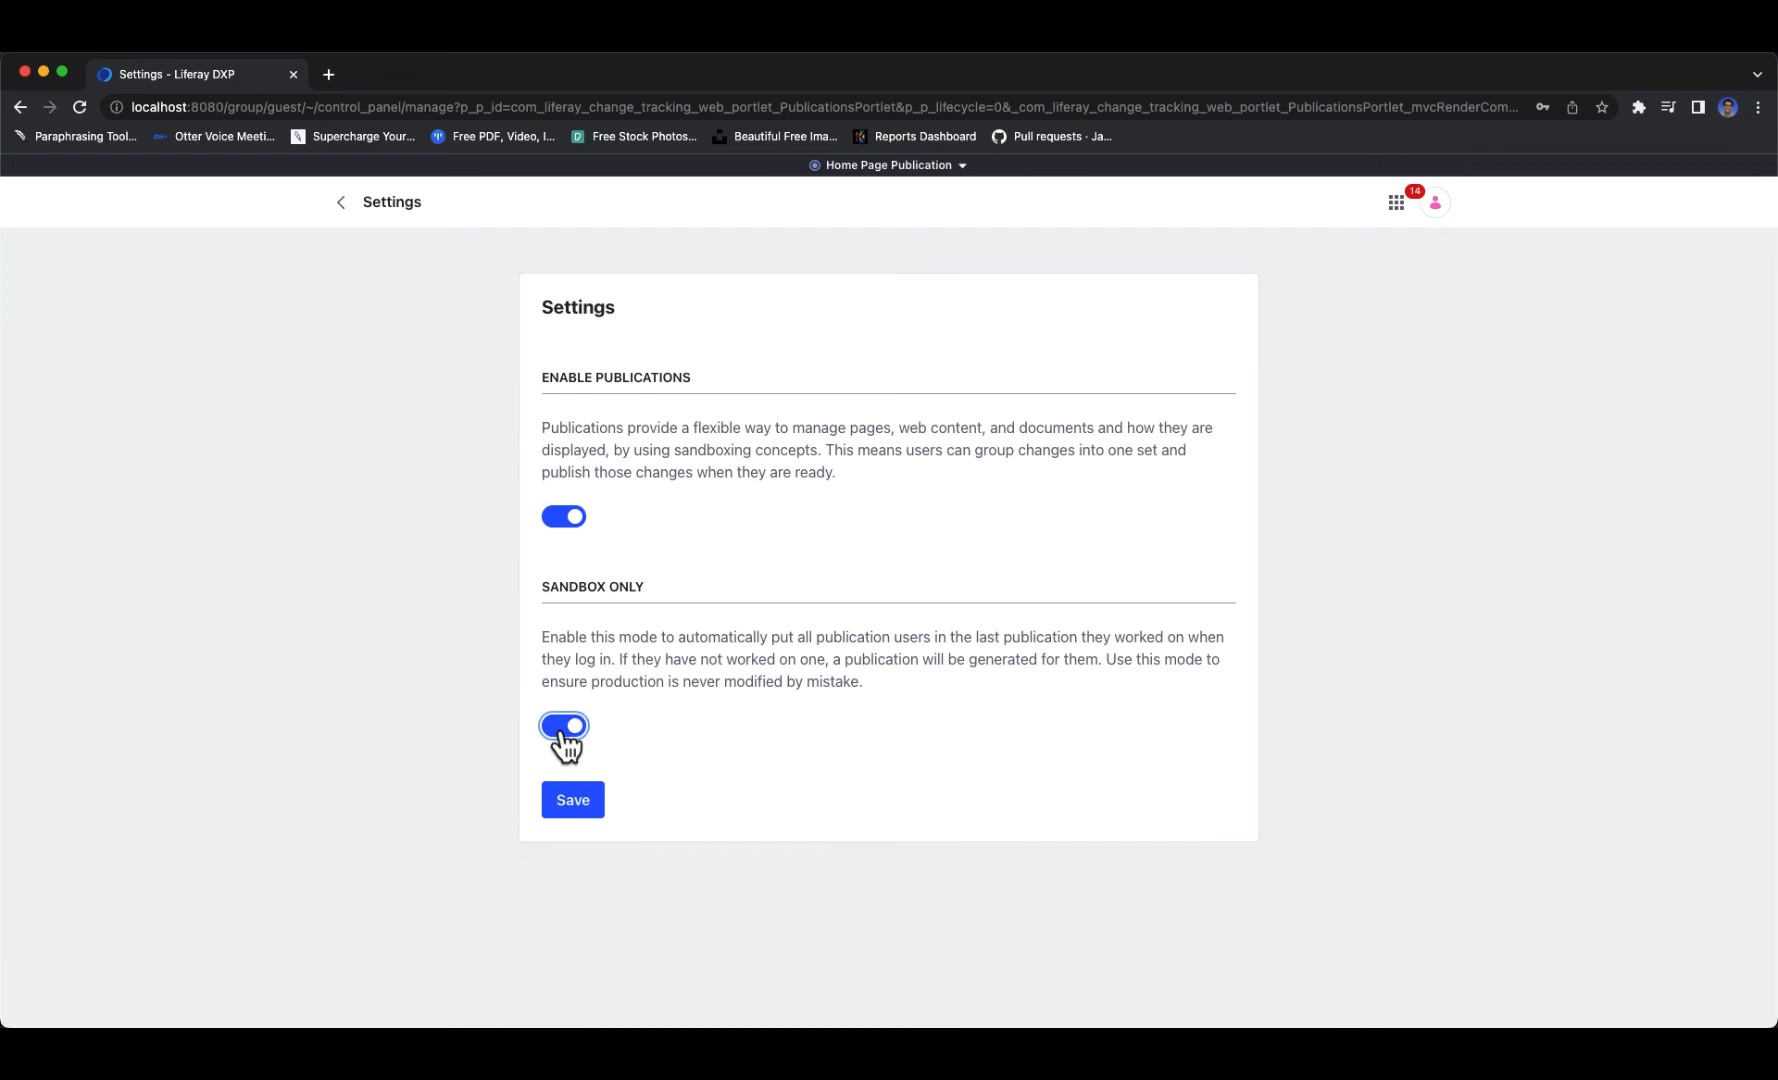 Settings - Liferay DXP
localhost:8080/group/guest/~/control_panel/manage?p_p_id=com_liferay_change_tracking_web_portlet_PublicationsPortlet&p_p_lifecycle=0&_com_liferay_change_tracking_web_portlet_PublicationsPortlet_mvcRenderCom...
Paraphrasing Tool... Otter Voice Meeti... Supercharge Your... Free PDF, Video, I... Free Stock Photos... Beautiful Free Ima... Reports Dashboard Pull requests · Ja...
Home Page Publication
Settings
14
Settings
ENABLE PUBLICATIONS
Publications provide a flexible way to manage pages, web content, and documents and how they are
displayed, by using sandboxing concepts. This means users can group changes into one set and
publish those changes when they are ready.
SANDBOX ONLY
Enable this mode to automatically put all publication users in the last publication they worked on when
they log in. If they have not worked on one, a publication will be generated for them. Use this mode to
ensure production is never modified by mistake.
Save